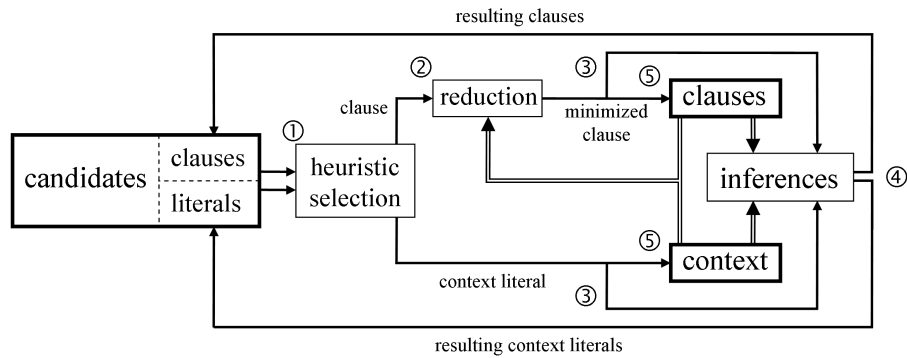 resulting clauses
② ③ ⑤
clause
reduction
clauses
minimized
clause
①
candidates
clauses
literals
heuristic
selection
inferences
④
⑤
context
context literal
③
resulting context literals